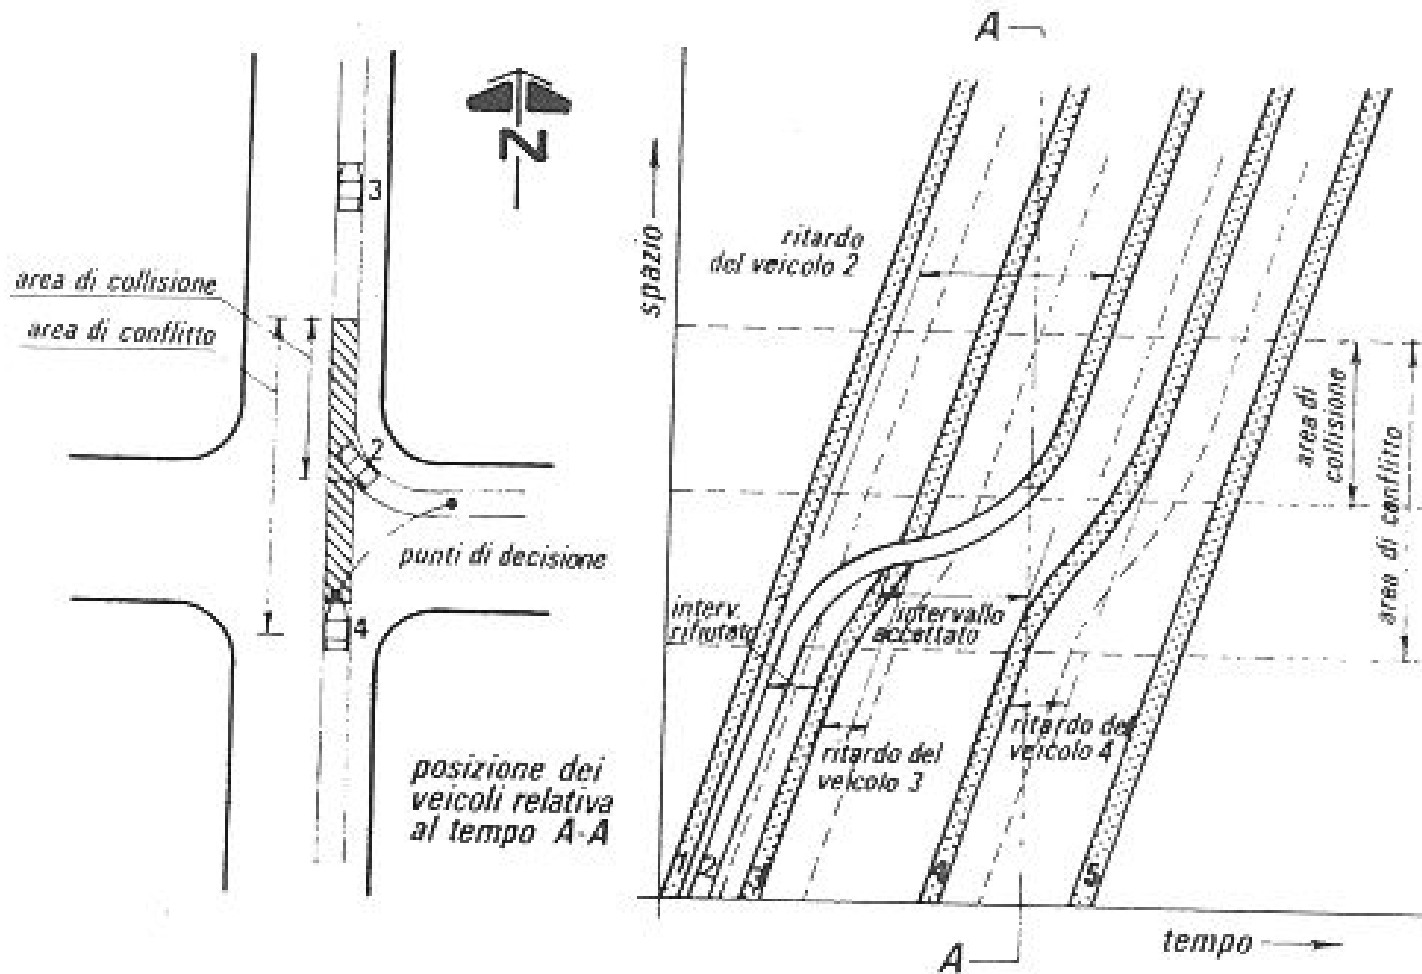 A
N
3
area di collisione
area di conflitto
2
punti di decisione
4
posizione dei
veicoli relativa
al tempo A-A
spazio
ritardo
del veicolo 2
area di
collisione
area di conflitto
interv.
rifiutato
intervallo
accettato
ritardo del
veicolo 3
ritardo del
veicolo 4
1
2
3
4
5
tempo
A